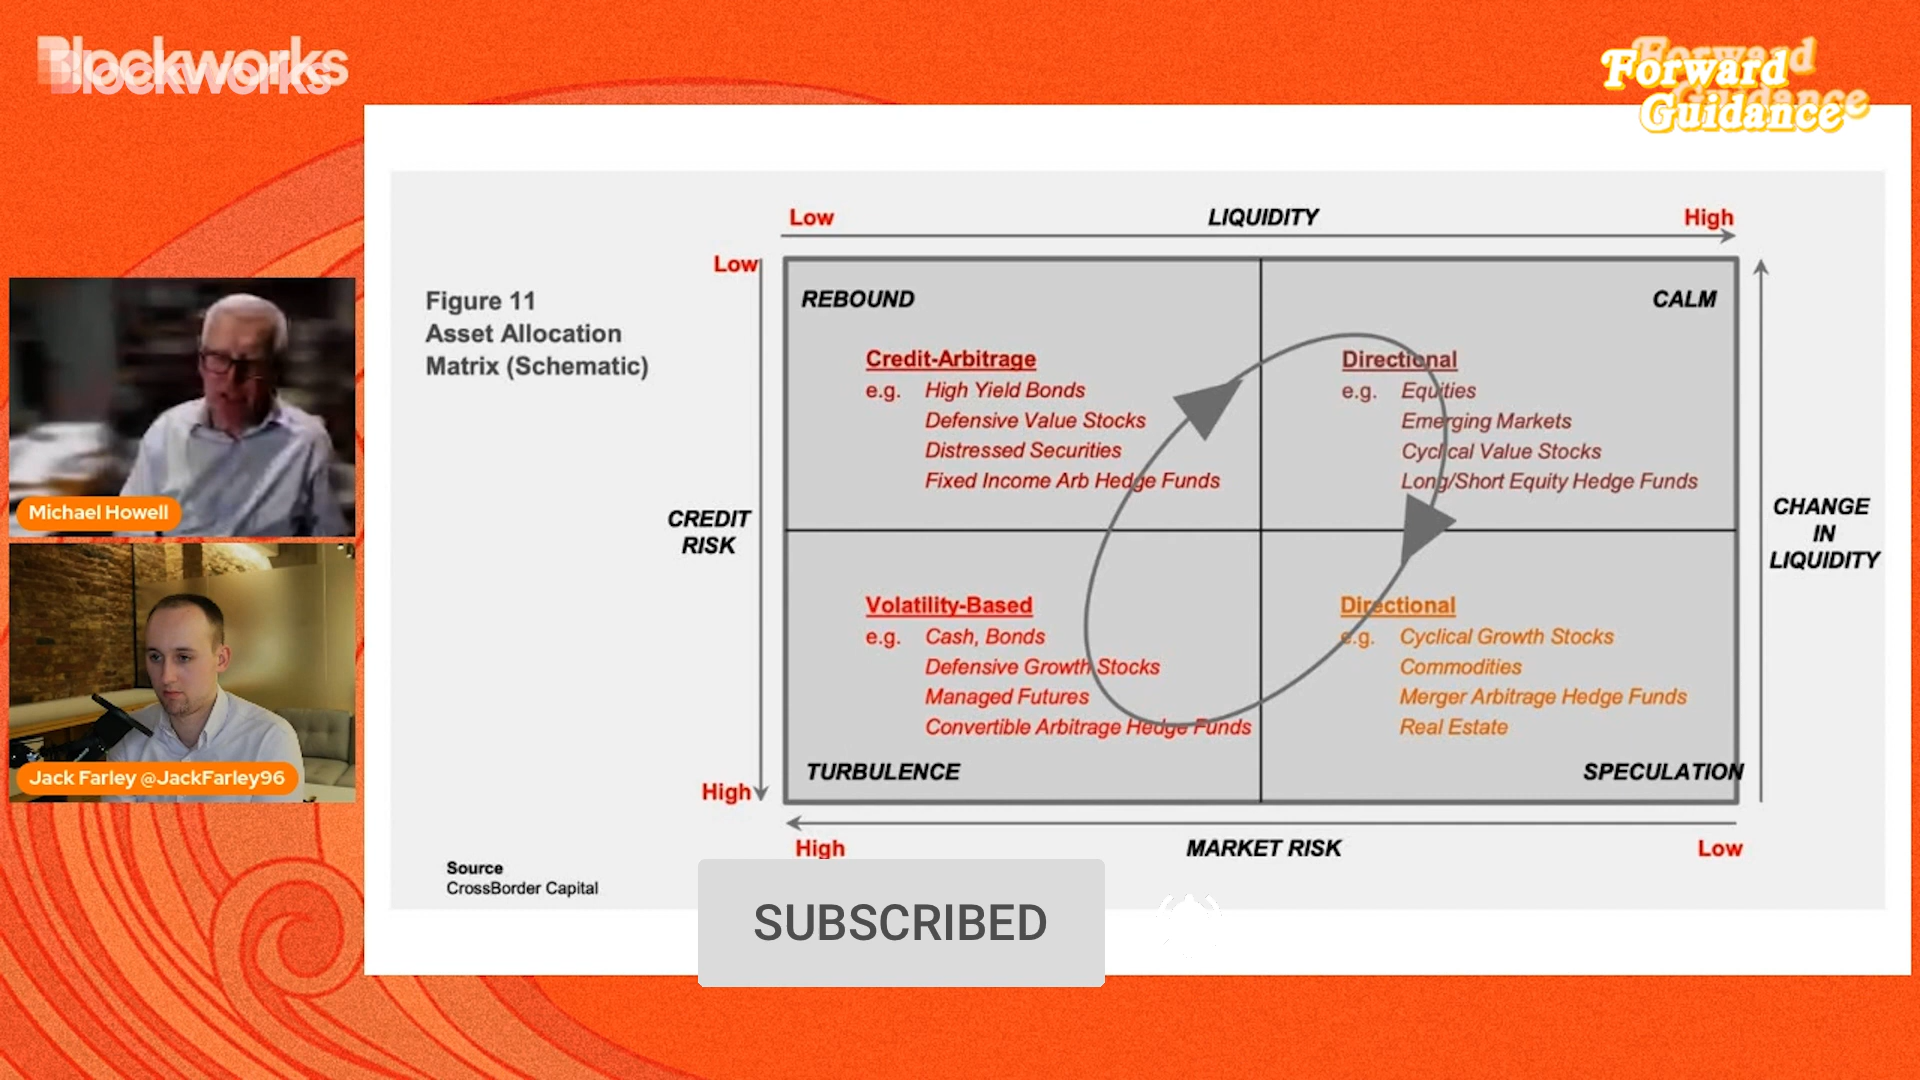 Blockworks
Forward
Guidance
Low LIQUIDITY High
Low
Figure 11
Asset Allocation
Matrix (Schematic)
REBOUND
Credit-Arbitrage
e.g. High Yield Bonds
Defensive Value Stocks
Distressed Securities
Fixed Income Arb Hedge Funds
CALM
Directional
e.g. Equities
Emerging Markets
Cyclical Value Stocks
Long/Short Equity Hedge Funds
CREDIT
RISK
CHANGE
IN
LIQUIDITY
Volatility-Based
e.g. Cash, Bonds
Defensive Growth Stocks
Managed Futures
Convertible Arbitrage Hedge Funds
TURBULENCE
Directional
e.g. Cyclical Growth Stocks
Commodities
Merger Arbitrage Hedge Funds
Real Estate
SPECULATION
High
High MARKET RISK Low
Source
CrossBorder Capital
Michael Howell
Jack Farley @JackFarley96
SUBSCRIBED